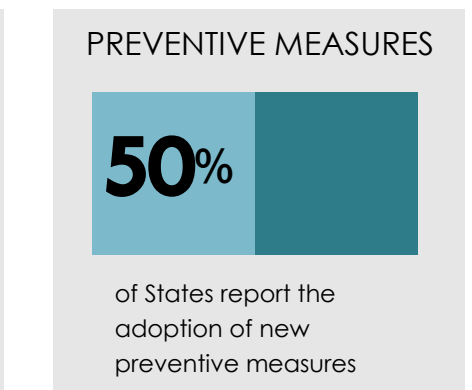 PREVENTIVE MEASURES
50%
of States report the
adoption of new
preventive measures